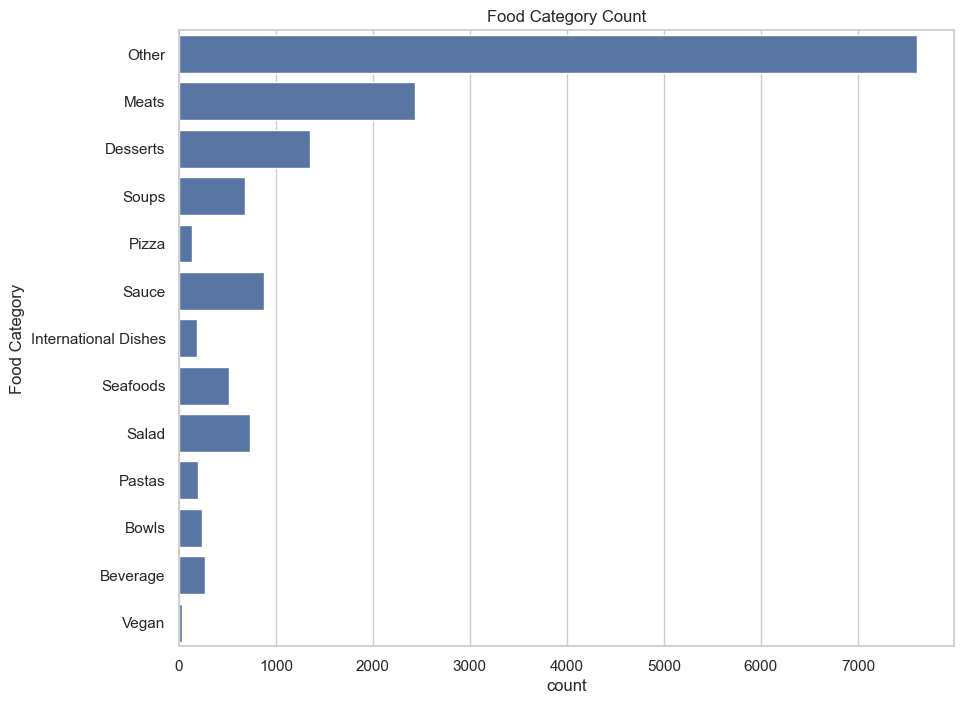 Food Category Count
Food Category
Other
Meats
Desserts
Soups
Pizza
Sauce
International Dishes
Seafoods
Salad
Pastas
Bowls
Beverage
Vegan
0 1000 2000 3000 4000 5000 6000 7000
count